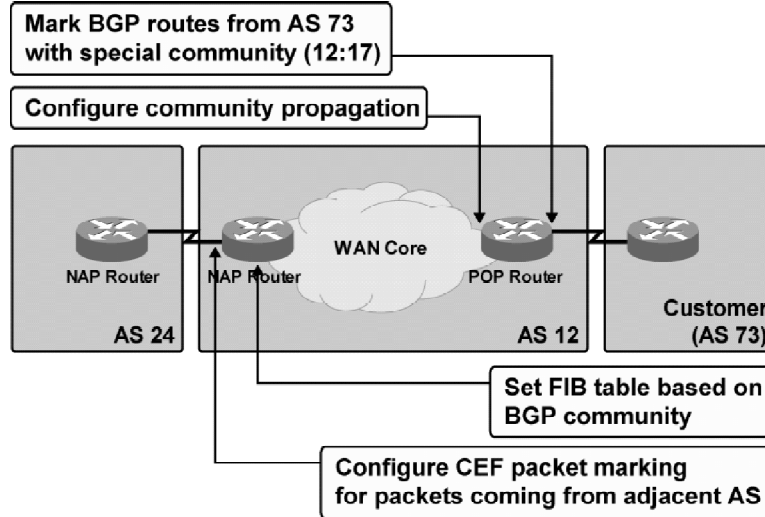 Mark BGP routes from AS 73
with special community (12:17)
Configure community propagation
WAN Core
NAP Router
NAP Router
POP Router
Customer
(AS 73)
AS 24
AS 12
Set FIB table based on
BGP community
Configure CEF packet marking
for packets coming from adjacent AS